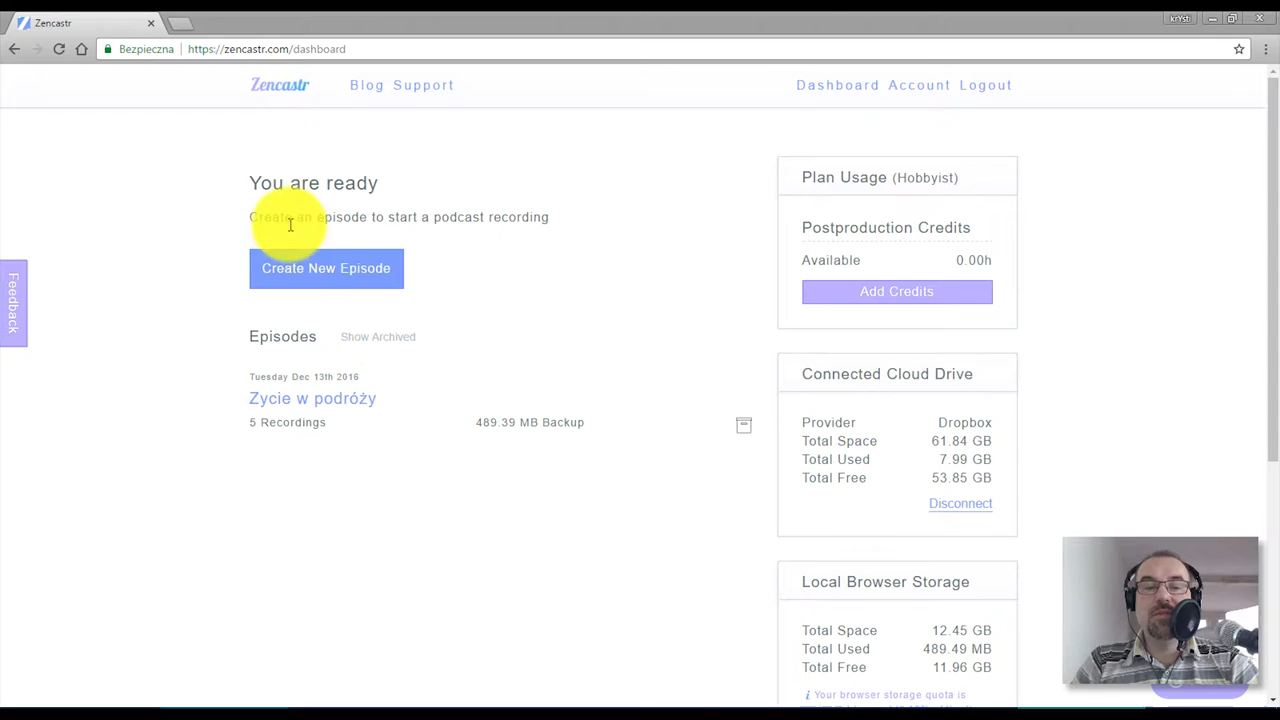 Zencastr
krYsti
Bezpieczna https://zencastr.com/dashboard
Zencastr Blog Support Dashboard Account Logout
You are ready
Create an episode to start a podcast recording
Create New Episode
Feedback
Episodes Show Archived
Tuesday Dec 13th 2016
Zycie w podróży
5 Recordings 489.39 MB Backup
Plan Usage (Hobbyist)
Postproduction Credits
Available 0.00h
Add Credits
Connected Cloud Drive
Provider Dropbox
Total Space 61.84 GB
Total Used 7.99 GB
Total Free 53.85 GB
Disconnect
Local Browser Storage
Total Space 12.45 GB
Total Used 489.49 MB
Total Free 11.96 GB
Your browser storage quota is